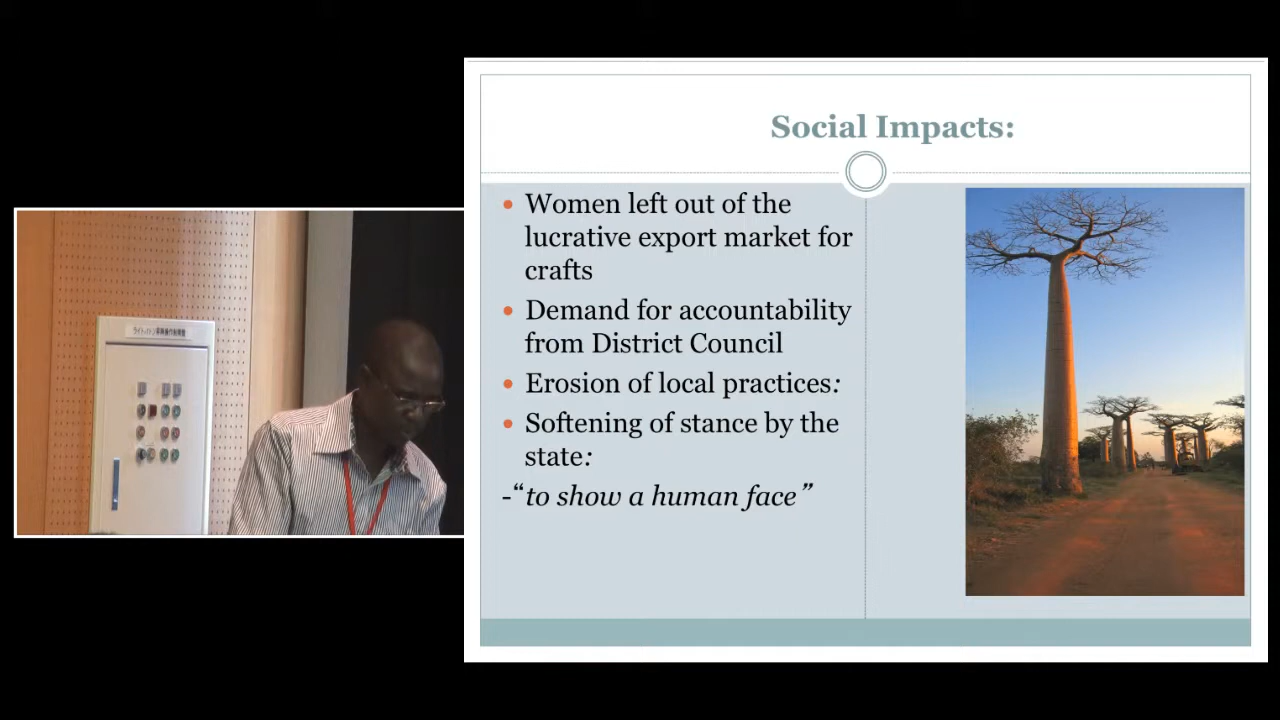 Social Impacts:
• Women left out of the
lucrative export market for
crafts
• Demand for accountability
from District Council
• Erosion of local practices:
• Softening of stance by the
state:
-“to show a human face”